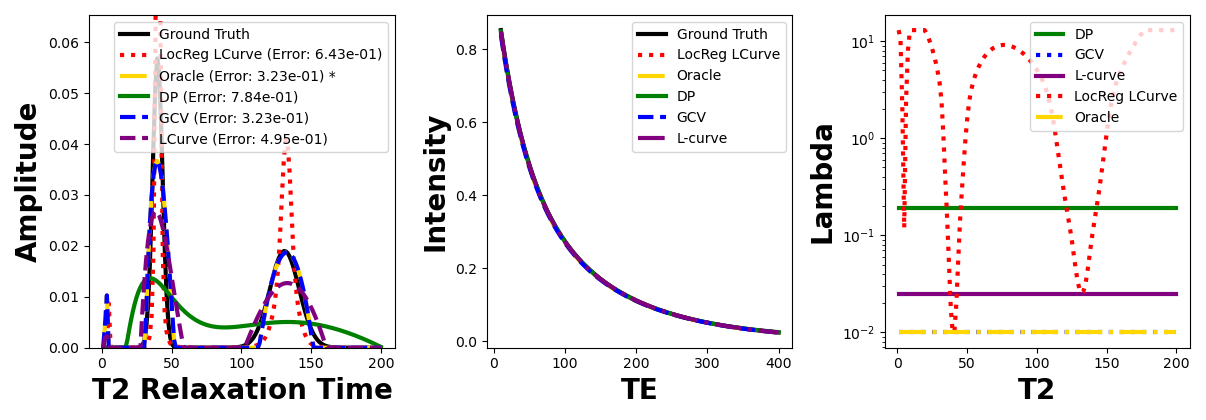 Amplitude
0.06
0.05
0.04
0.03
0.02
0.01
0.00
0 50 100 150 200
T2 Relaxation Time
Ground Truth
LocReg LCurve (Error: 6.43e-01)
Oracle (Error: 3.23e-01) *
DP (Error: 7.84e-01)
GCV (Error: 3.23e-01)
LCurve (Error: 4.95e-01)
Intensity
0.8
0.6
0.4
0.2
0.0
0 100 200 300 400
TE
Ground Truth
LocReg LCurve
Oracle
DP
GCV
L-curve
Lambda
10¹
10⁰
10⁻¹
10⁻²
0 50 100 150 200
T2
DP
GCV
L-curve
LocReg LCurve
Oracle